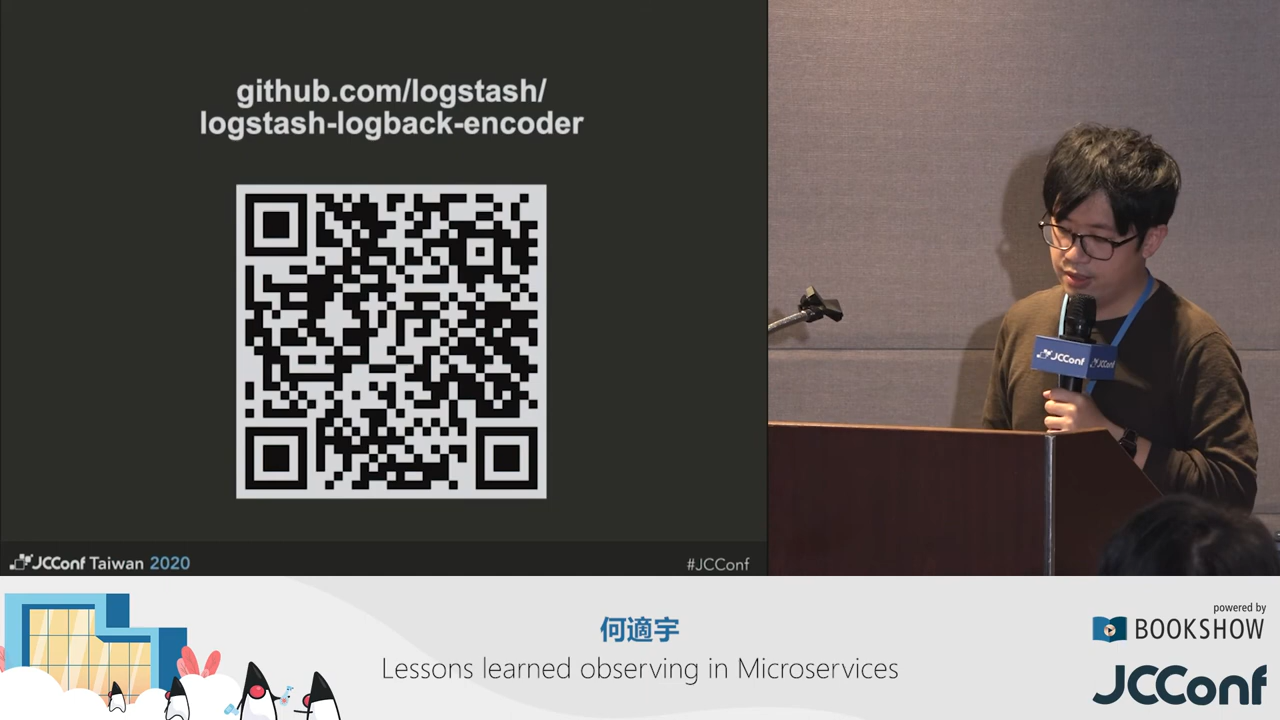 github.com/logstash/
logstash-logback-encoder
JCConf
JCConf
JCConf Taiwan 2020
#JCConf
何適宇
Lessons learned observing in Microservices
powered by
BOOKSHOW
JCConf